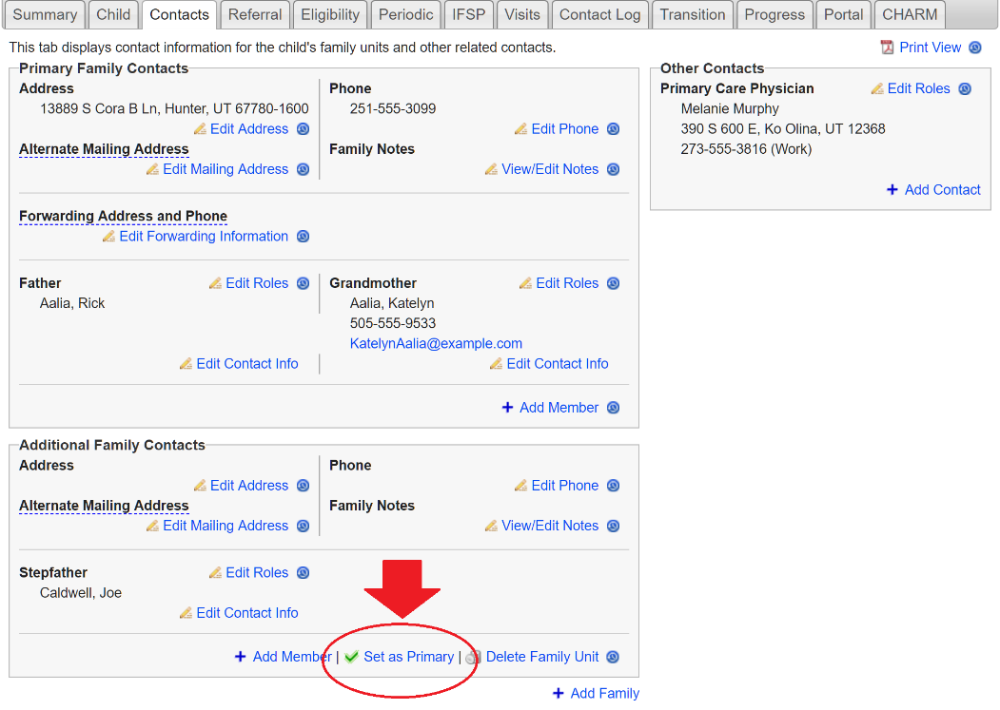 Summary Child Contacts Referral Eligibility Periodic IFSP Visits Contact Log Transition Progress Portal CHARM
This tab displays contact information for the child's family units and other related contacts.
Print View
Primary Family Contacts
Address
13889 S Cora B Ln, Hunter, UT 67780-1600
Edit Address
Phone
251-555-3099
Edit Phone
Alternate Mailing Address
Edit Mailing Address
Family Notes
View/Edit Notes
Forwarding Address and Phone
Edit Forwarding Information
Father
Edit Roles
Aalia, Rick
Edit Contact Info
Grandmother
Edit Roles
Aalia, Katelyn
505-555-9533
KatelynAalia@example.com
Edit Contact Info
+ Add Member
Other Contacts
Primary Care Physician
Edit Roles
Melanie Murphy
390 S 600 E, Ko Olina, UT 12368
273-555-3816 (Work)
+ Add Contact
Additional Family Contacts
Address
Edit Address
Phone
Edit Phone
Alternate Mailing Address
Edit Mailing Address
Family Notes
View/Edit Notes
Stepfather
Edit Roles
Caldwell, Joe
Edit Contact Info
+ Add Member | Set as Primary | Delete Family Unit
+ Add Family